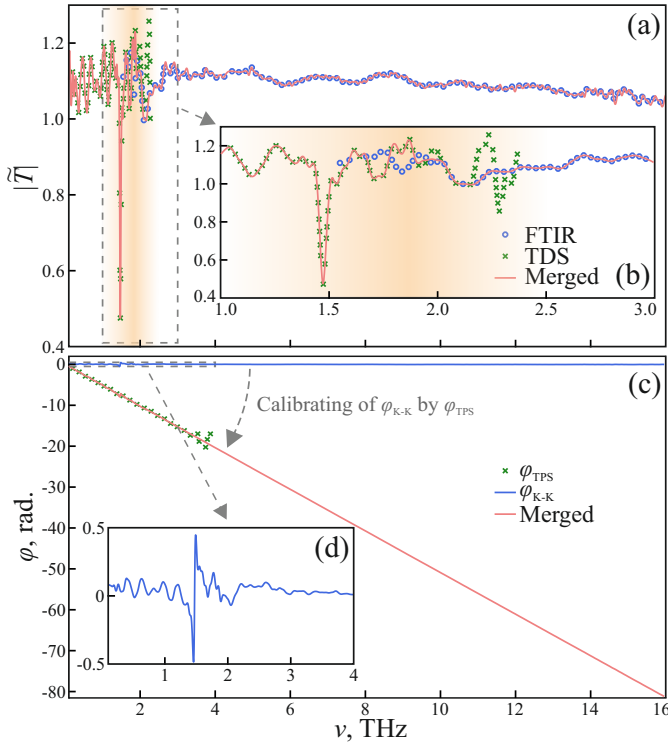 (a)
1.2
1.0
0.8
0.6
0.4
|T̃|
1.2
1.0
0.8
0.6
0.4
FTIR
TDS
Merged
(b)
1.0 1.5 2.0 2.5 3.0
0
-10
-20
-30
-40
-50
-60
-70
-80
φ, rad.
(c)
Calibrating of φK-K by φTPS
φTPS
φK-K
Merged
(d)
0.5
0
-0.5
1 2 3 4
2 4 6 8 10 12 14 16
ν, THz